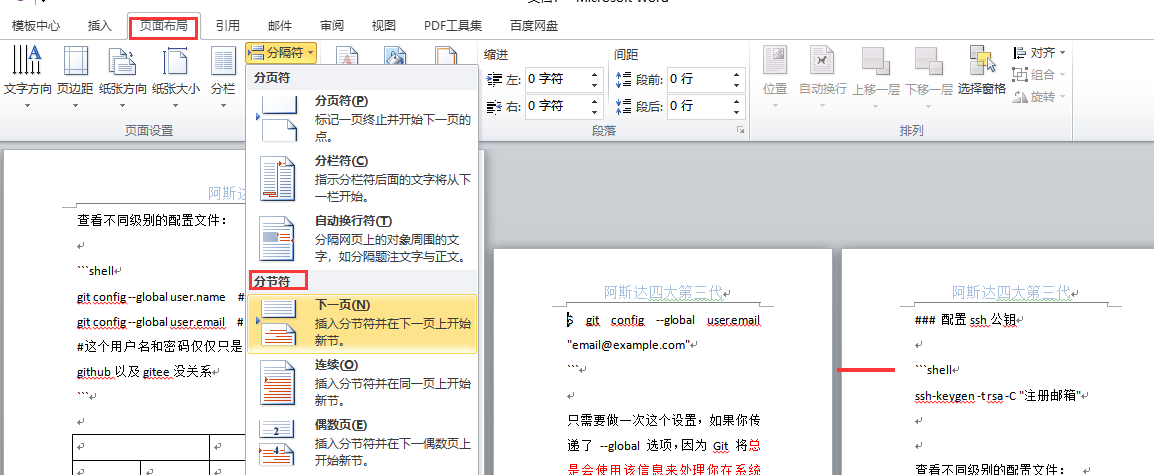 Microsoft Word
模板中心 插入 页面布局 引用 邮件 审阅 视图 PDF工具集 百度网盘
文字方向 页边距 纸张方向 纸张大小 分栏
分隔符
页面设置
缩进 间距
左: 0 字符 段前: 0 行
右: 0 字符 段后: 0 行
段落
位置 自动换行 上移一层 下移一层 选择窗格
对齐
组合
旋转
排列
分页符
分页符(P)
标记一页终止并开始下一页的
点。
分栏符(C)
指示分栏符后面的文字将从下
一栏开始。
自动换行符(T)
分隔网页上的对象周围的文
字，如分隔题注文字与正文。
分节符
下一页(N)
插入分节符并在下一页上开始
新节。
连续(O)
插入分节符并在同一页上开始
新节。
偶数页(E)
插入分节符并在下一偶数页上
开始新节。
阿斯达
查看不同级别的配置文件：
```shell
git config --global user.name #
git config --global user.email #
#这个用户名和密码仅仅只是
github 以及 gitee 没关系
```
阿斯达四大第三代
$ git config --global user.email
"email@example.com"
```
只需要做一次这个设置，如果你传
递了 --global 选项，因为 Git 将总
是会使用该信息来处理你在系统
阿斯达四大第三代
### 配置 ssh 公钥
```shell
ssh-keygen -t rsa -C "注册邮箱"
查看不同级别的配置文件：